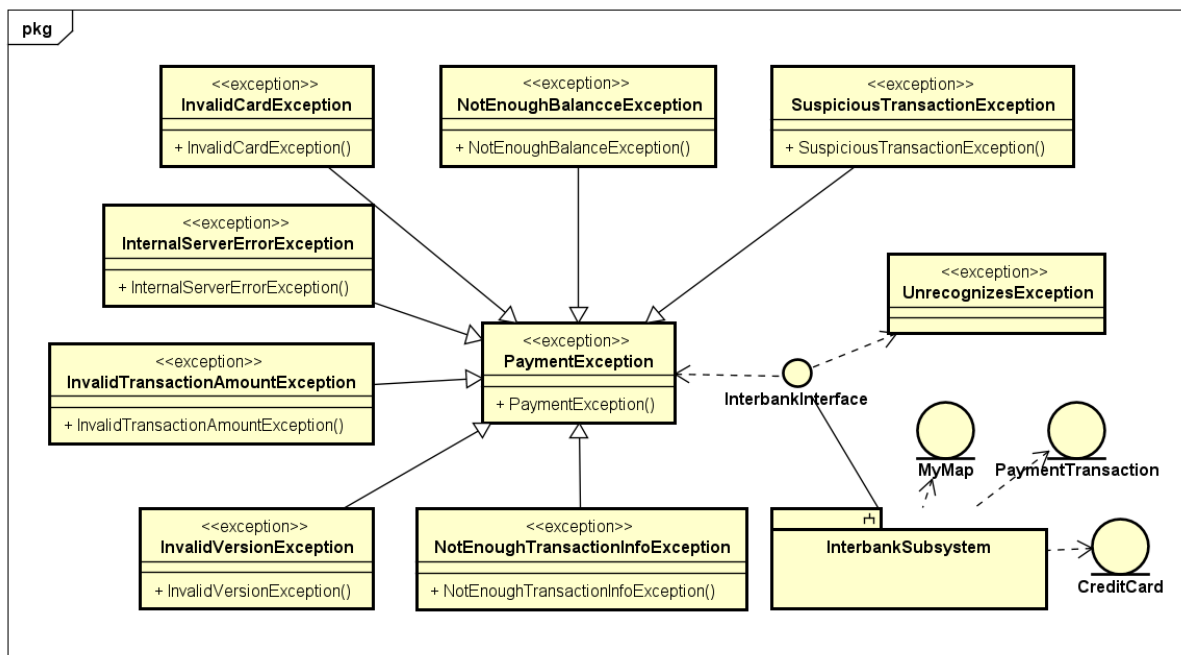 pkg
<<exception>>
InvalidCardException
+ InvalidCardException()
<<exception>>
NotEnoughBalancceException
+ NotEnoughBalanceException()
<<exception>>
SuspiciousTransactionException
+ SuspiciousTransactionException()
<<exception>>
InternalServerErrorException
+ InternalServerErrorException()
<<exception>>
UnrecognizesException
<<exception>>
PaymentException
+ PaymentException()
<<exception>>
InvalidTransactionAmountException
+ InvalidTransactionAmountException()
InterbankInterface
MyMap
PaymentTransaction
<<exception>>
InvalidVersionException
+ InvalidVersionException()
<<exception>>
NotEnoughTransactionInfoException
+ NotEnoughTransactionInfoException()
InterbankSubsystem
CreditCard